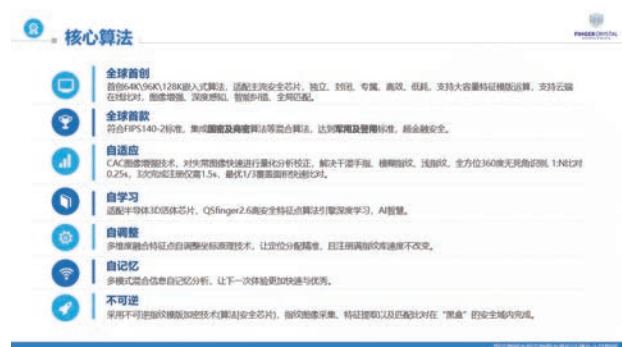 核心算法
FINGER CRYSTAL
全球首创
首创64K\96K\128K嵌入式算法、适配主流安全芯片，独立、封闭、专属、高效、低耗，支持大容量特征模版运算，支持云端
在线比对，图像增强、深度感知、智能纠错、全局匹配。
全球首款
符合FIPS140-2标准，集成国密及商密算法等混合算法，达到军用及警用标准，超金融安全。
自适应
CAC图像增强技术，对失常图像快速进行量化分析校正，解决干湿手指、模糊指纹、浅指纹，全方位360度无死角识别, 1:N比对
0.25s，3次完成注册仅需1.5s、最优1/3覆盖面积快速比对。
自学习
适配半导体3D活体芯片，QSfinger2.6高安全特征点算法引擎深度学习，AI智慧。
自调整
多维度融合特征点自调整坐标原理技术，让定位分配精准，且注册满指纹库速度不改变。
自记忆
多模式混合信息自记忆分析，让下一次体验更加快速与优秀。
不可逆
采用不可逆指纹模版加密技术(算法|安全芯片)，指纹图像采集、特征提取以及匹配比对在“黑盒”的安全域内完成。